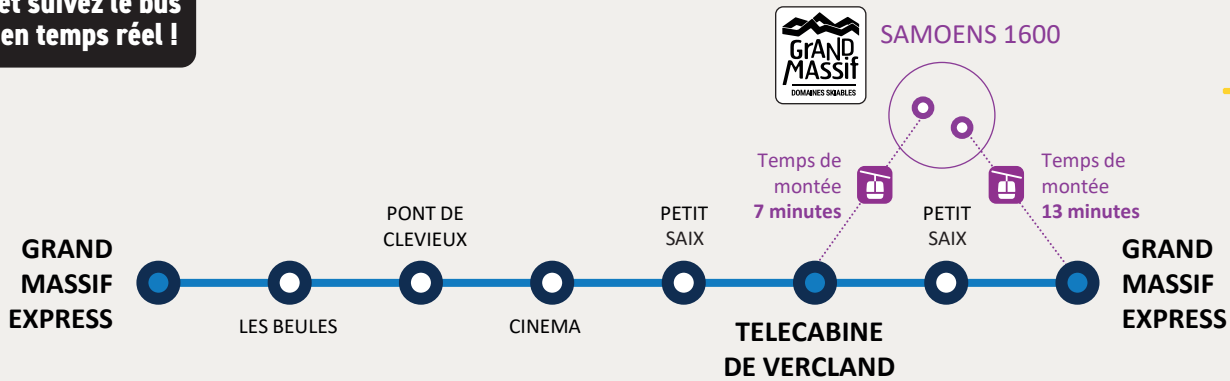 et suivez le bus
en temps réel !
GrAND
MASSif
DOMAINES SKIABLES
SAMOENS 1600
Temps de
montée
7 minutes
Temps de
montée
13 minutes
GRAND
MASSIF
EXPRESS
LES BEULES
PONT DE
CLEVIEUX
CINEMA
PETIT
SAIX
TELECABINE
DE VERCLAND
PETIT
SAIX
GRAND
MASSIF
EXPRESS